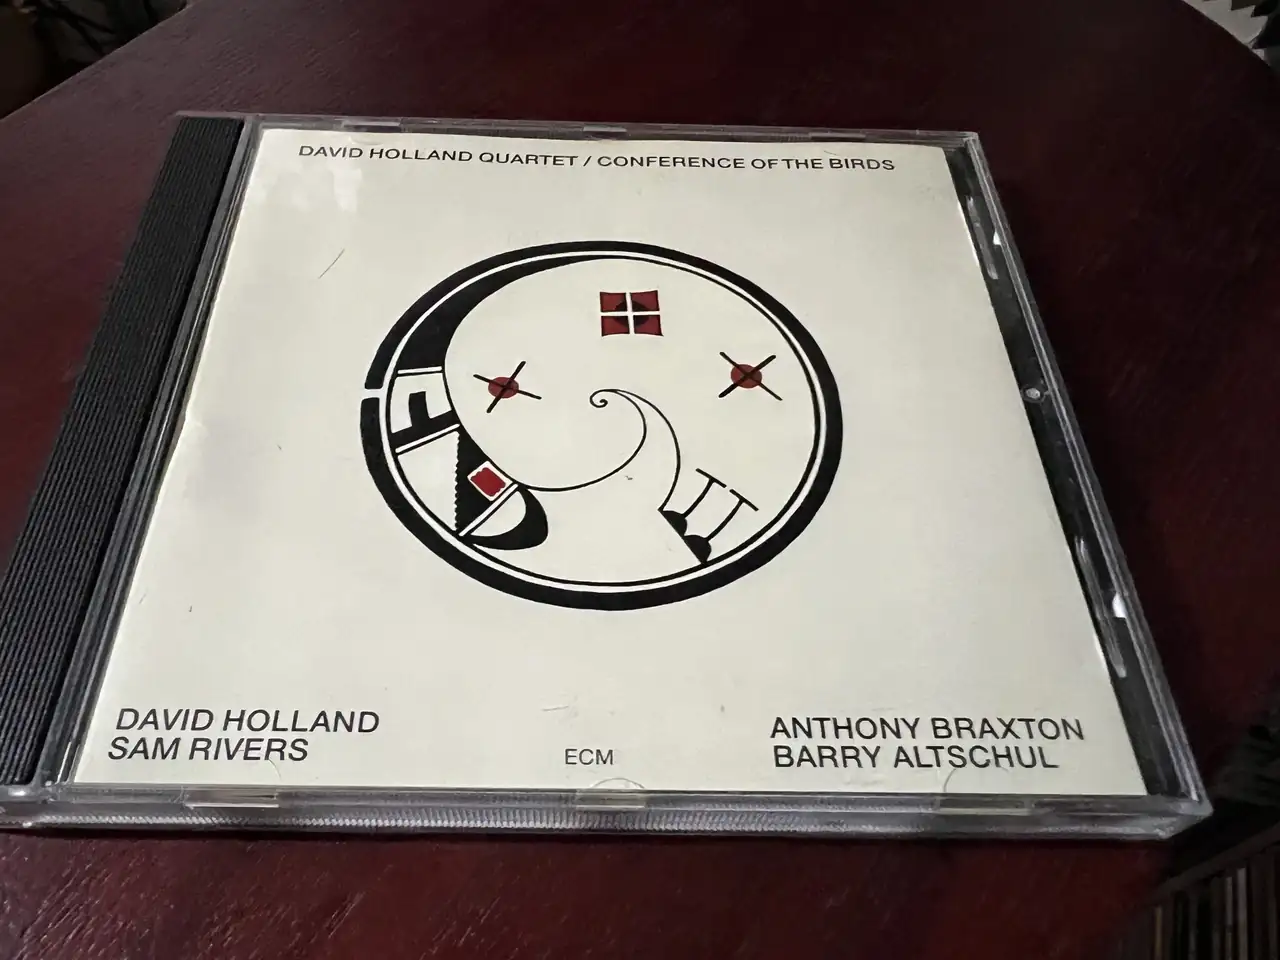 DAVID HOLLAND QUARTET / CONFERENCE OF THE BIRDS
DAVID HOLLAND
SAM RIVERS
ECM
ANTHONY BRAXTON
BARRY ALTSCHUL